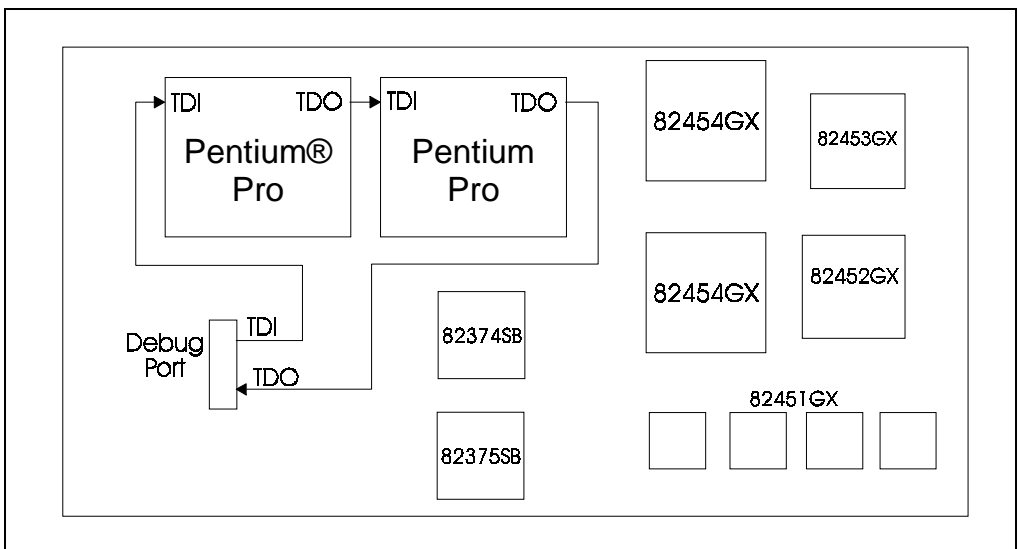 TDI TDO TDI TDO
Pentium® Pro
Pentium Pro
82454GX
82453GX
82454GX
82452GX
82374SB
TDI
Debug Port
TDO
82451GX
82375SB